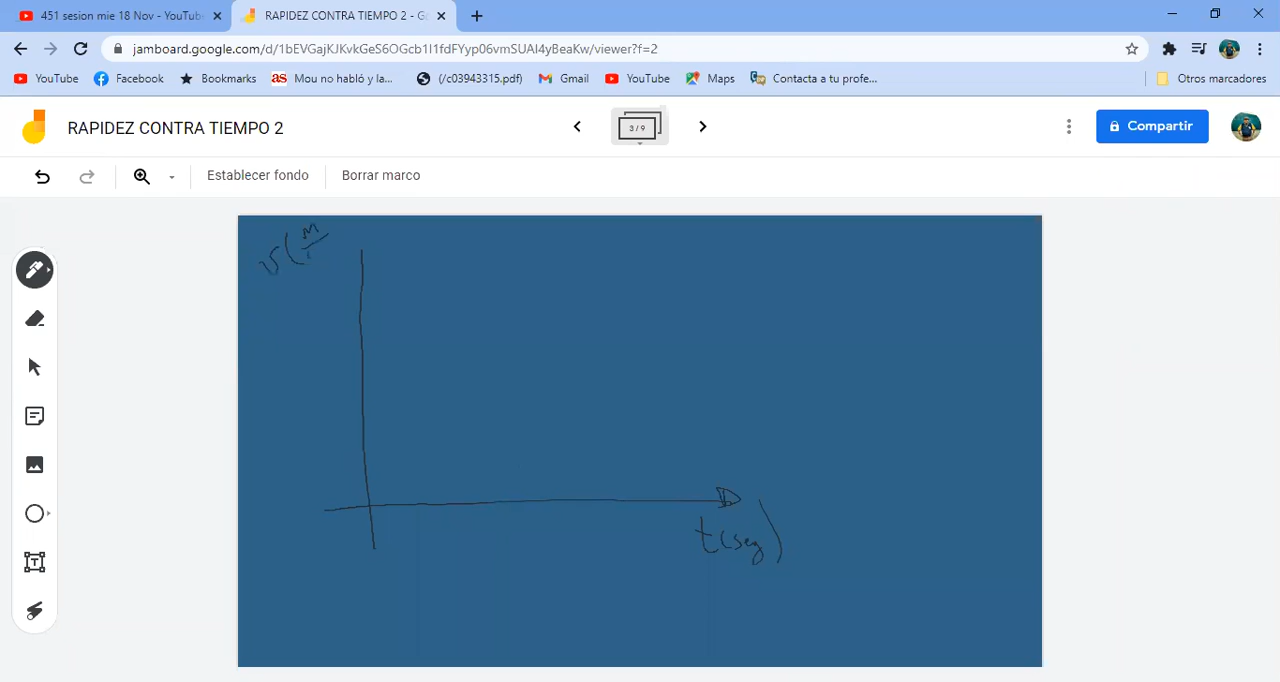 451 sesion mie 18 Nov - YouTube
RAPIDEZ CONTRA TIEMPO 2 - Go
jamboard.google.com/d/1bEVGajKJKvkGeS6OGcb1I1fdFYyp06vmSUAI4yBeaKw/viewer?f=2
YouTube Facebook Bookmarks Mou no habló y la... (/c03943315.pdf) Gmail YouTube Maps Contacta a tu profe... Otros marcadores
RAPIDEZ CONTRA TIEMPO 2
3 / 9
Compartir
Establecer fondo Borrar marco
v(m/
t(seg)